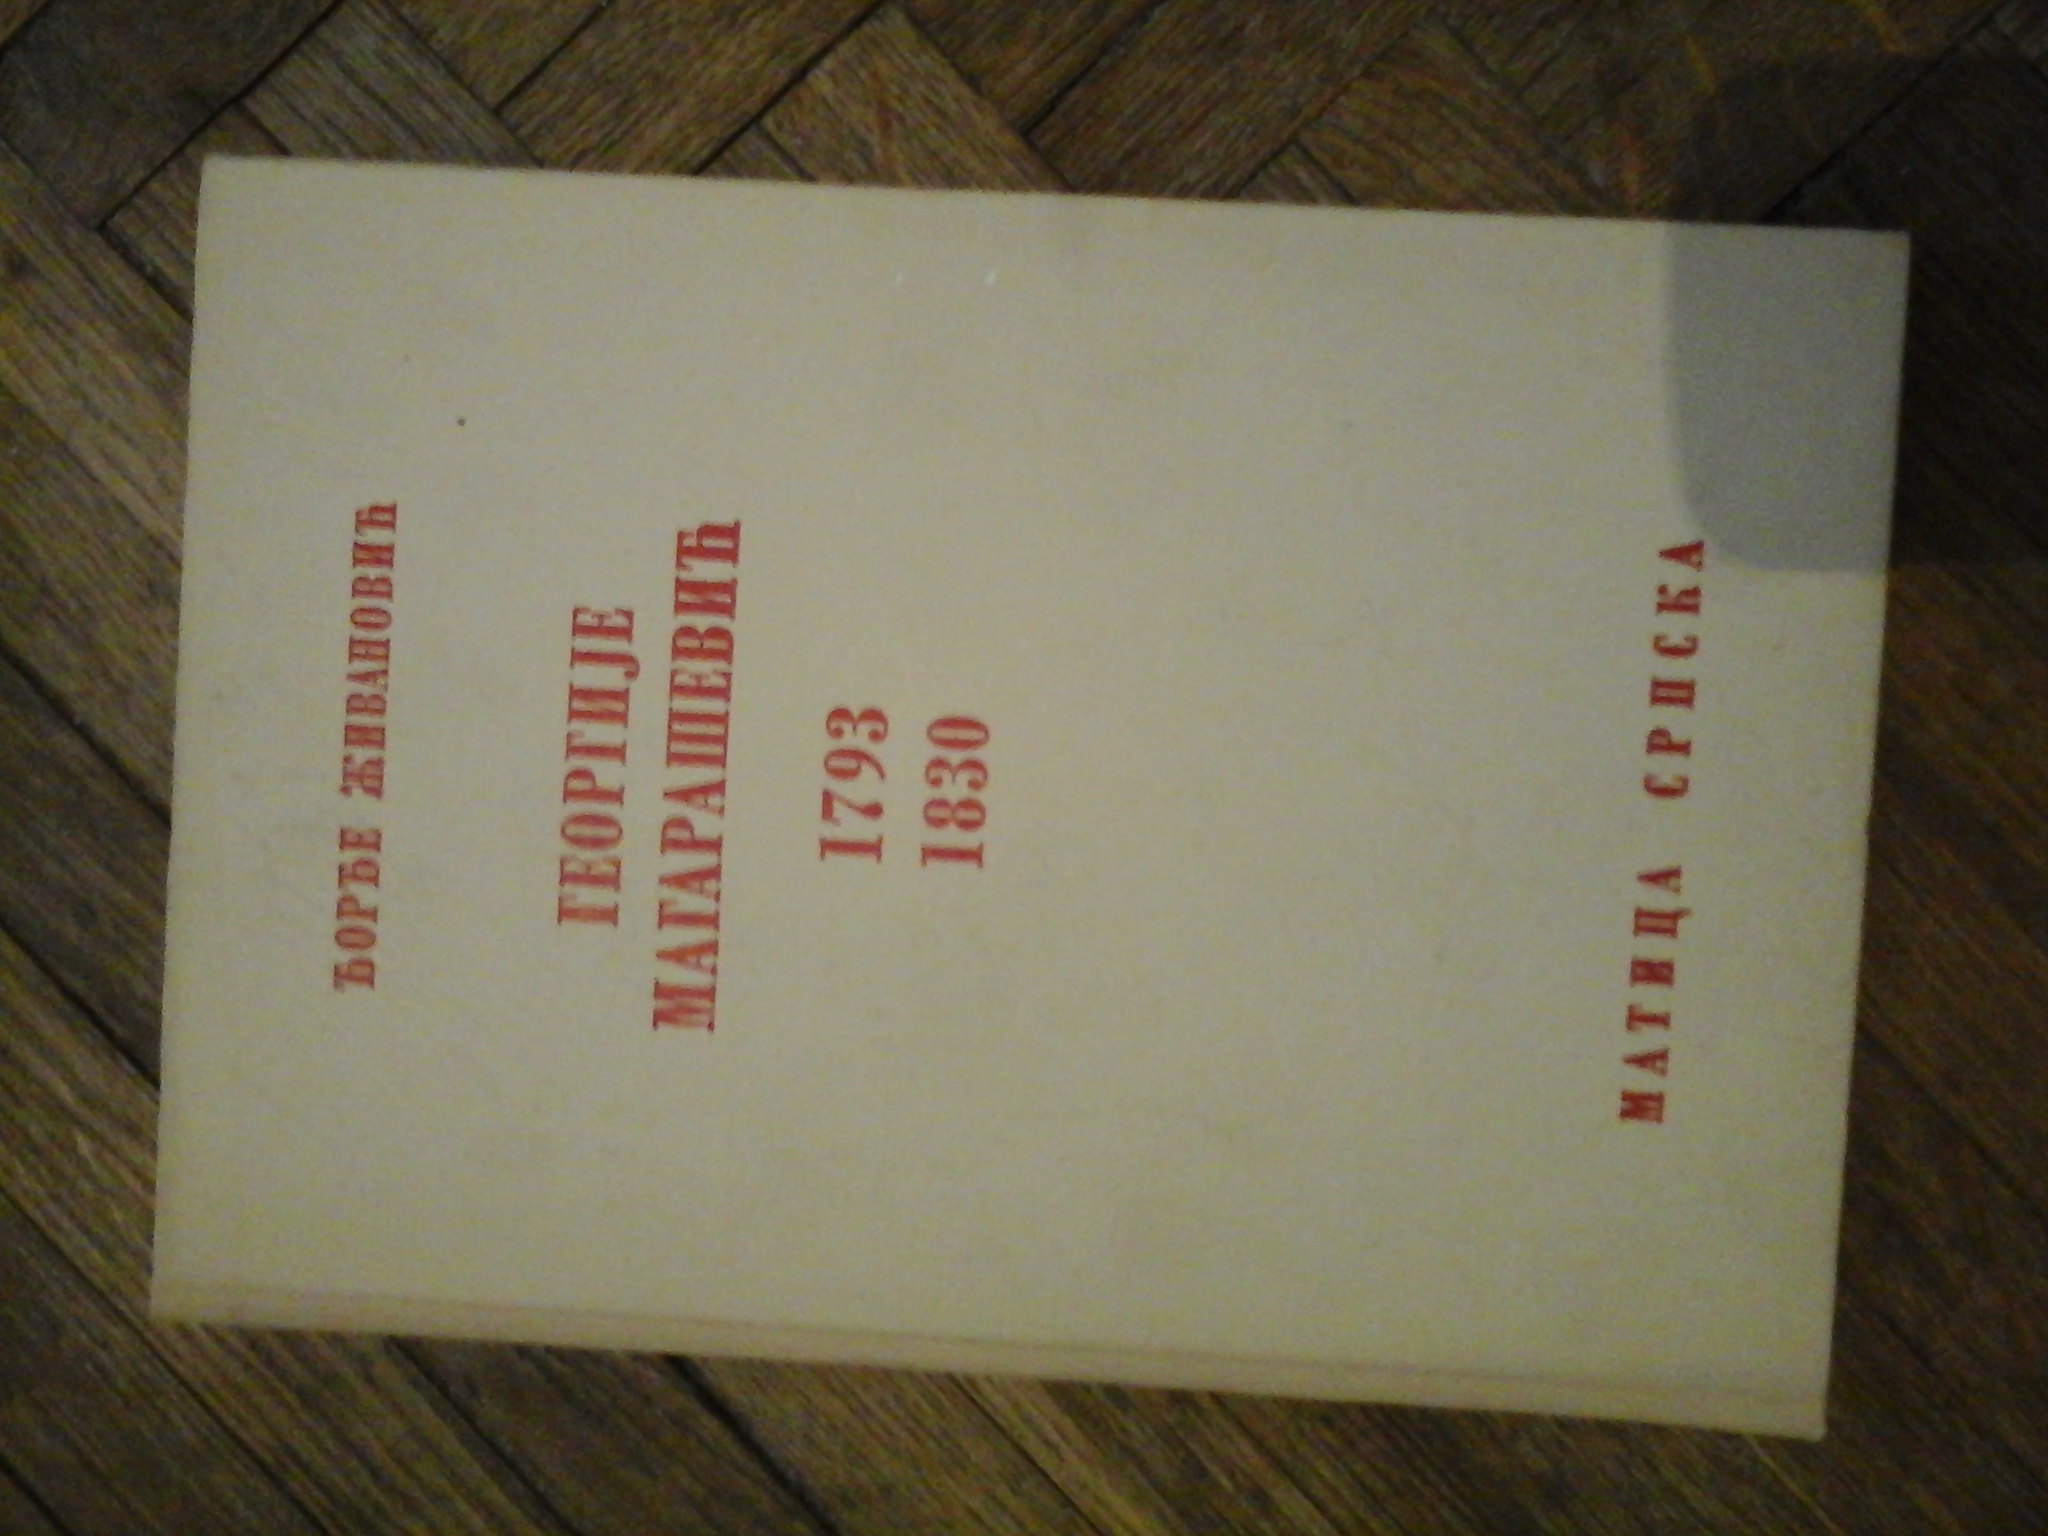 ЂОРЂЕ ЖИВАНОВИЋ
ГЕОРГИЈЕ
МАГАРАШЕВИЋ
1793
1830
МАТИЦА СРПСКА